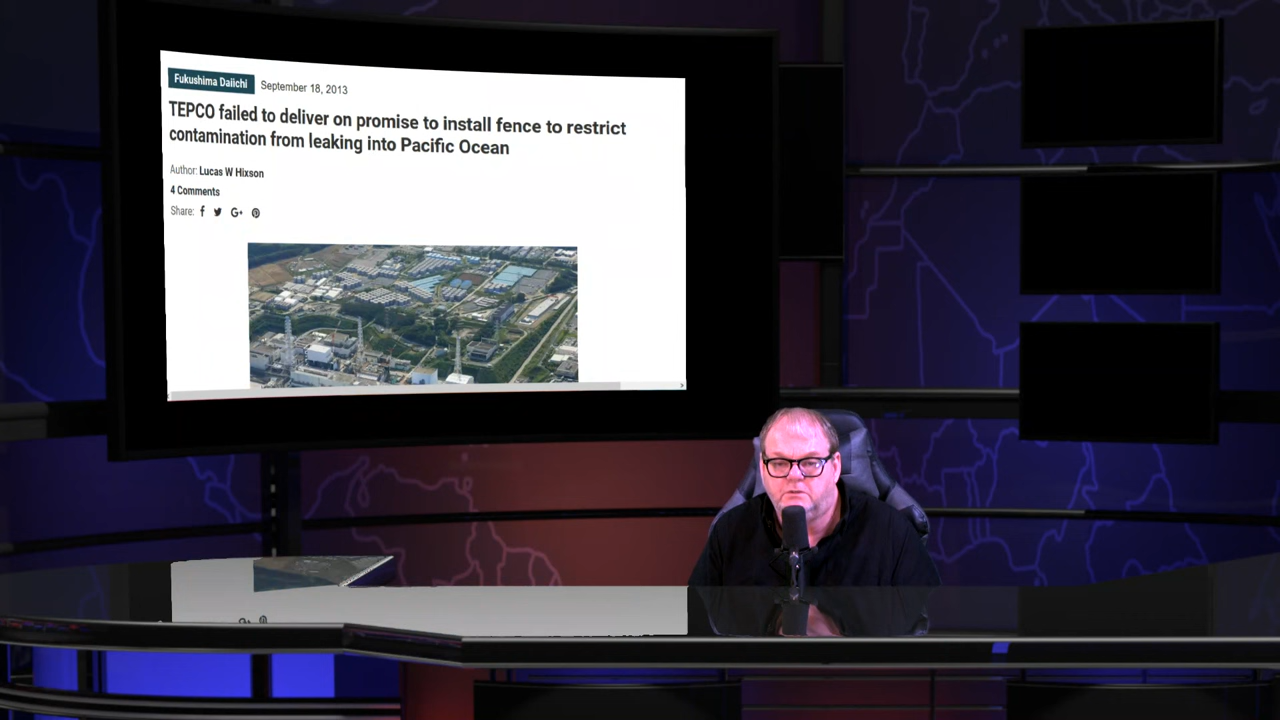 Fukushima Daiichi September 18, 2013
TEPCO failed to deliver on promise to install fence to restrict
contamination from leaking into Pacific Ocean
Author: Lucas W Hixson
4 Comments
Share: f G+